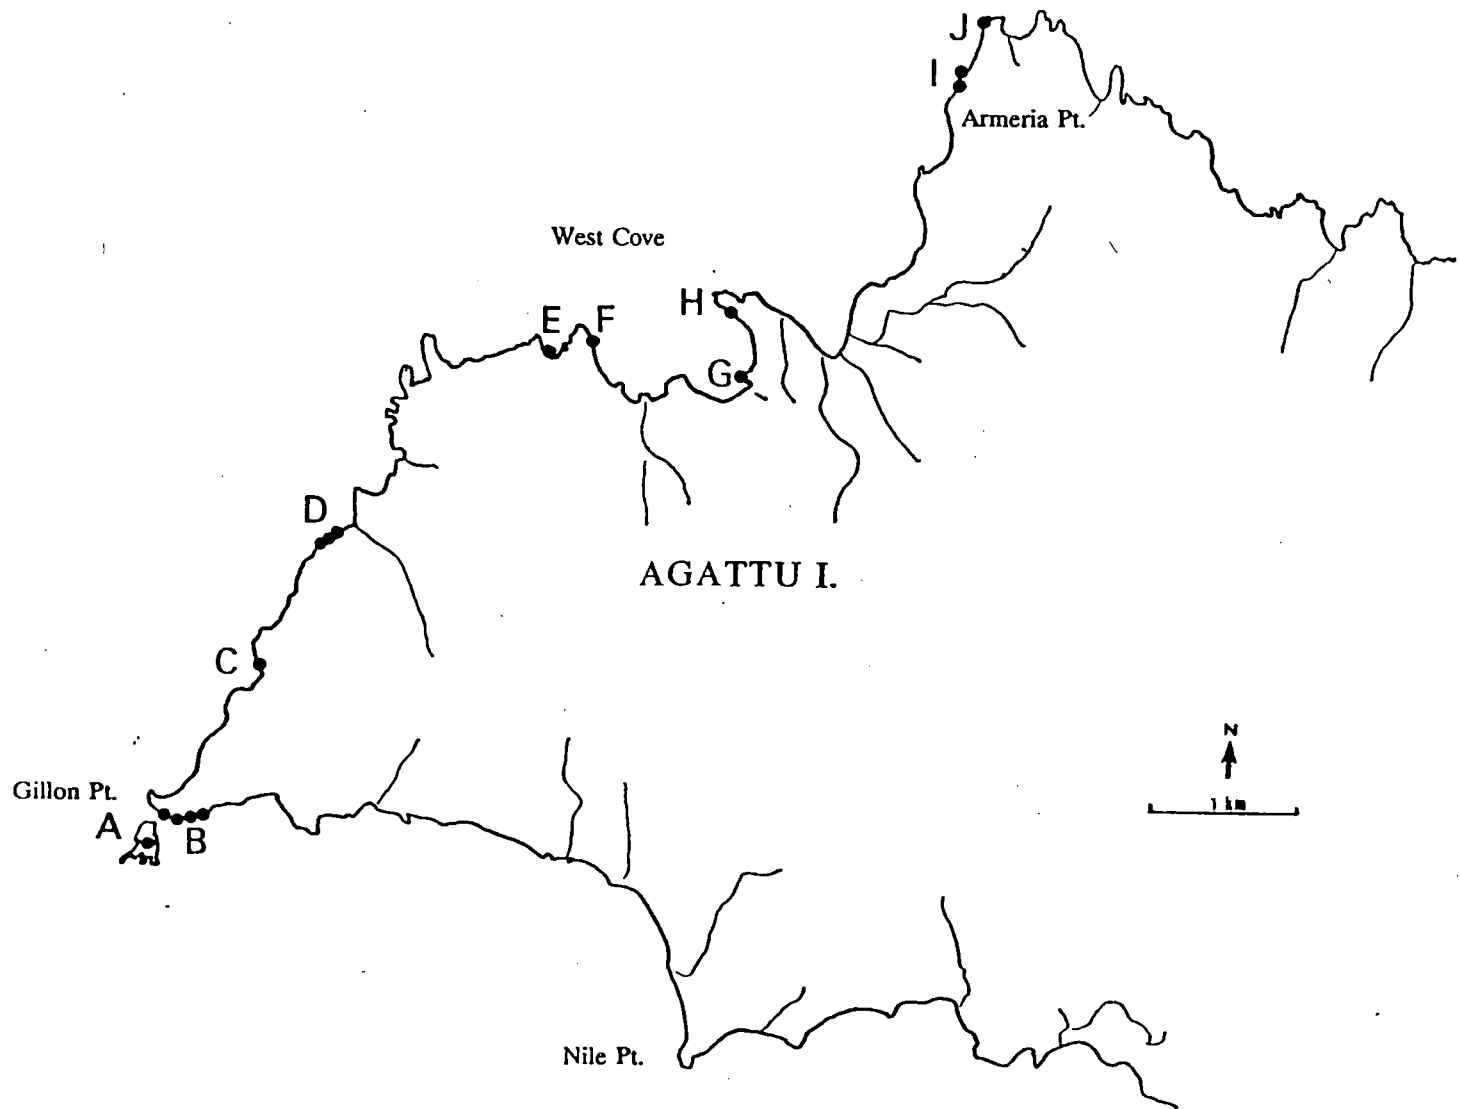 J
I
Armeria Pt.
West Cove
H
E
F
G
D
AGATTU I.
C
N
Gillon Pt.
1 km
A
B
Nile Pt.